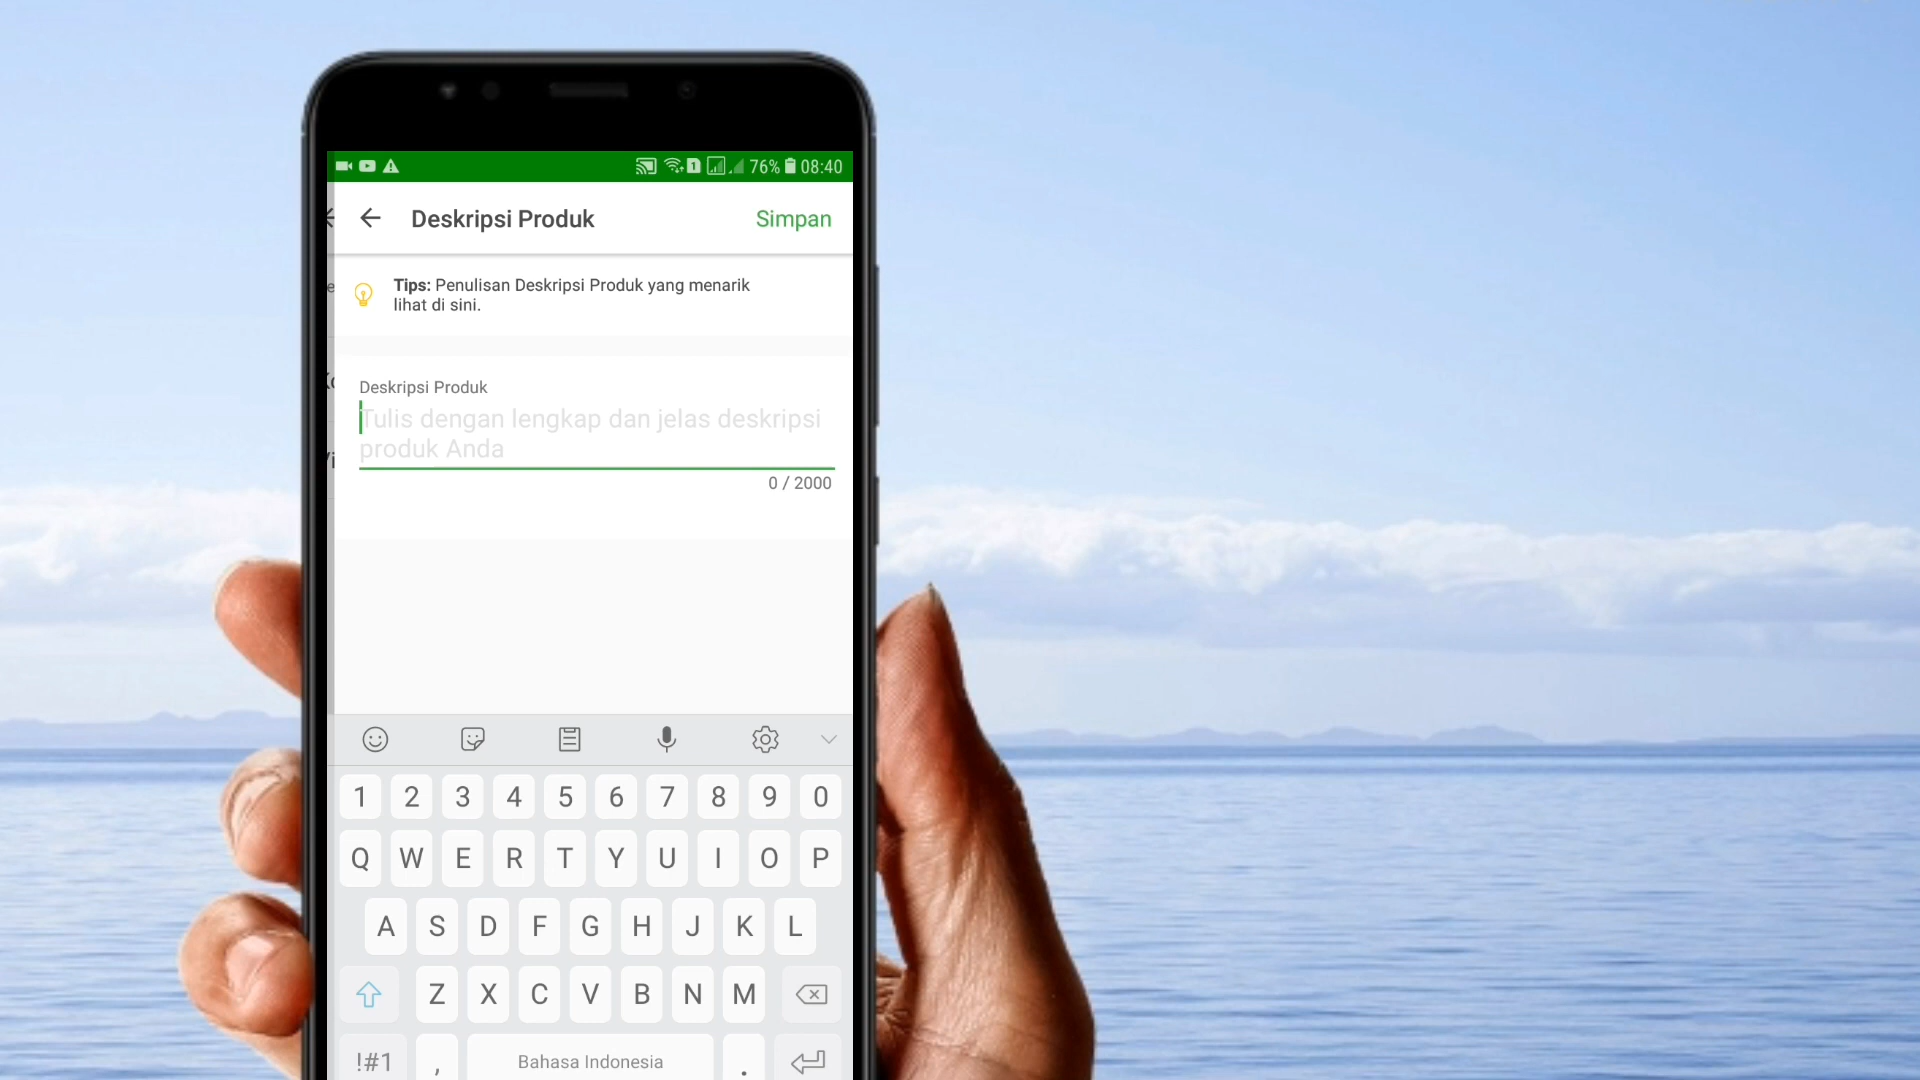 1 76% 08:40
Deskripsi Produk Simpan
Tips: Penulisan Deskripsi Produk yang menarik
lihat di sini.
Deskripsi Produk
Tulis dengan lengkap dan jelas deskripsi
produk Anda
0 / 2000
1 2 3 4 5 6 7 8 9 0
Q W E R T Y U I O P
A S D F G H J K L
Z X C V B N M
!#1 , Bahasa Indonesia .